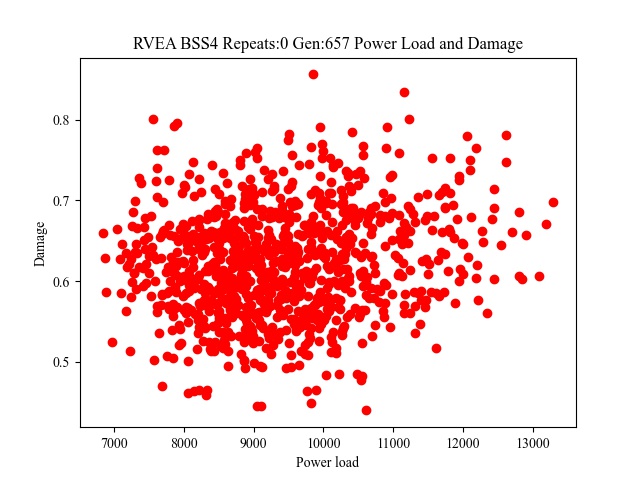 RVEA BSS4 Repeats:0 Gen:657 Power Load and Damage
0.8
0.7
0.6
0.5
Damage
7000 8000 9000 10000 11000 12000 13000
Power load